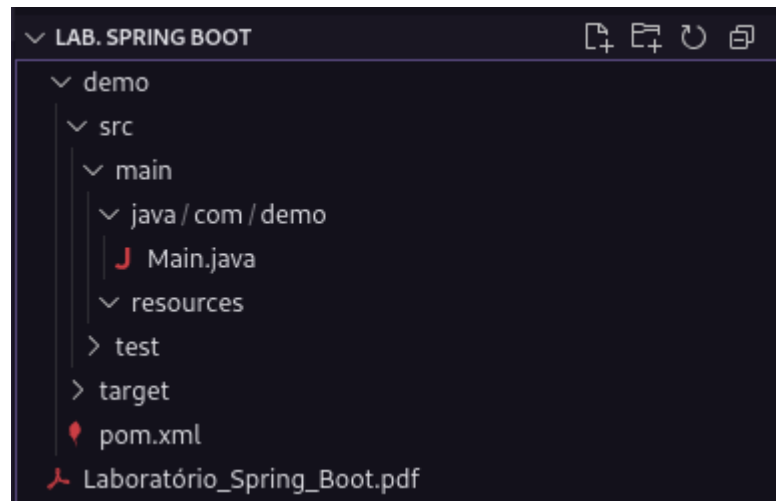 LAB. SPRING BOOT
demo
src
main
java / com / demo
J Main.java
resources
test
target
pom.xml
Laboratório_Spring_Boot.pdf